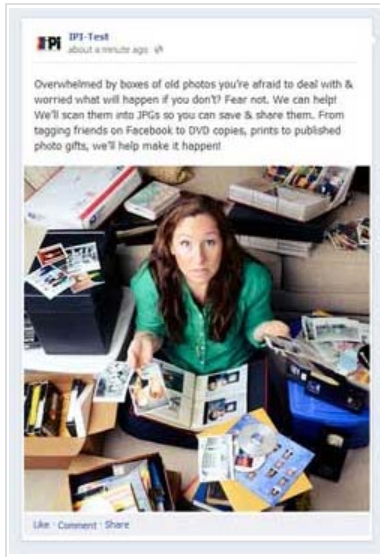 IPI
IPI-Test
about a minute ago
Overwhelmed by boxes of old photos you're afraid to deal with &
worried what will happen if you don't? Fear not. We can help!
We'll scan them into JPGs so you can save & share them. From
tagging friends on Facebook to DVD copies, prints to published
photo gifts, we'll help make it happen!
Like · Comment · Share